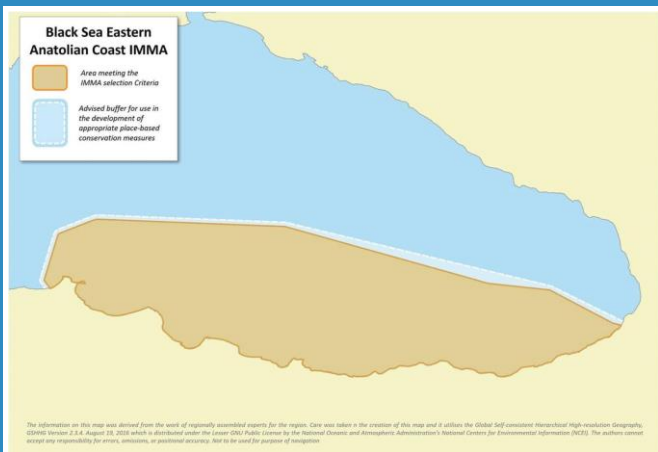 Black Sea Eastern
Anatolian Coast IMMA
Area meeting the
IMMA selection Criteria
Advised buffer for use in
the development of
appropriate place-based
conservation measures
The information on this map was derived from the work of regionally assembled experts for the region. Care was taken in the creation of this map and it utilises the Global Self-consistent Hierarchical High-resolution Geography,
GSHHG Version 2.3.4. August 19, 2016 which is distributed under the Lesser GNU Public License by the National Oceanic and Atmospheric Administration's National Centers for Environmental Information (NCEI). The authors cannot
accept any responsibility for errors, omissions, or positional accuracy. Not to be used for purpose of navigation